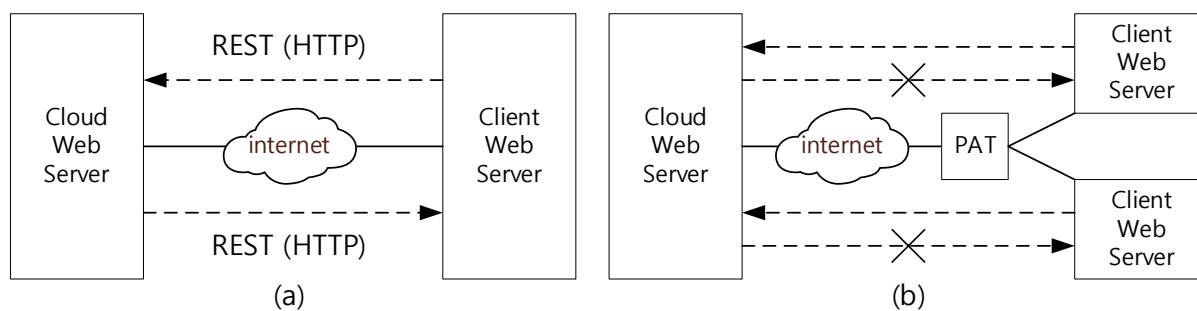 REST (HTTP)
Cloud
Web
Server
internet
Client
Web
Server
REST (HTTP)
(a)
Cloud
Web
Server
internet
PAT
Client
Web
Server
Client
Web
Server
(b)